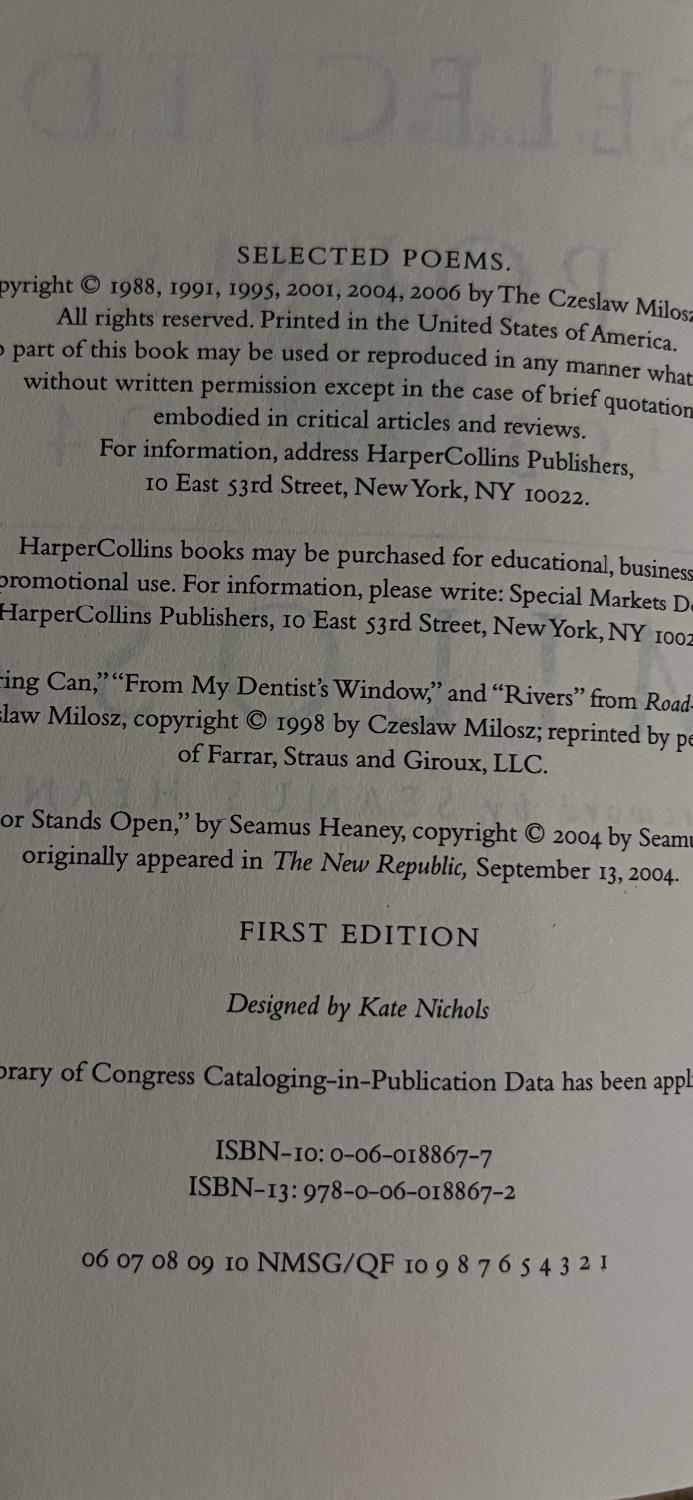 SELECTED
SELECTED POEMS.
pyright © 1988, 1991, 1995, 2001, 2004, 2006 by The Czeslaw Milosz
All rights reserved. Printed in the United States of America.
part of this book may be used or reproduced in any manner what
without written permission except in the case of brief quotation
embodied in critical articles and reviews.
For information, address HarperCollins Publishers,
10 East 53rd Street, New York, NY 10022.
HarperCollins books may be purchased for educational, business
promotional use. For information, please write: Special Markets De
HarperCollins Publishers, 10 East 53rd Street, New York, NY 1002
ring Can,” “From My Dentist’s Window,” and “Rivers” from Road-
slaw Milosz, copyright © 1998 by Czeslaw Milosz; reprinted by pe
of Farrar, Straus and Giroux, LLC.
or Stands Open,” by Seamus Heaney, copyright © 2004 by Seamu
originally appeared in The New Republic, September 13, 2004.
FIRST EDITION
Designed by Kate Nichols
brary of Congress Cataloging-in-Publication Data has been appl
ISBN-10: 0-06-018867-7
ISBN-13: 978-0-06-018867-2
06 07 08 09 10 NMSG/QF 10 9 8 7 6 5 4 3 2 1